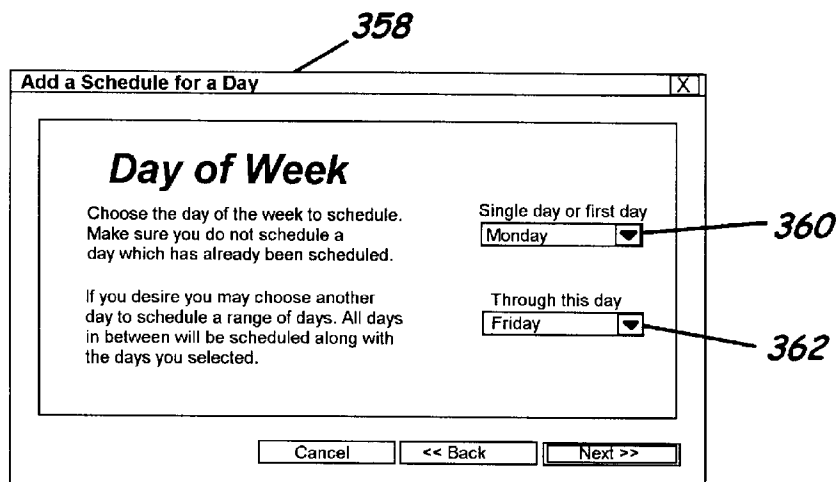 358
Add a Schedule for a Day X
Day of Week
Choose the day of the week to schedule.
Make sure you do not schedule a
day which has already been scheduled.
Single day or first day
Monday
360
If you desire you may choose another
day to schedule a range of days. All days
in between will be scheduled along with
the days you selected.
Through this day
Friday
362
Cancel << Back Next >>